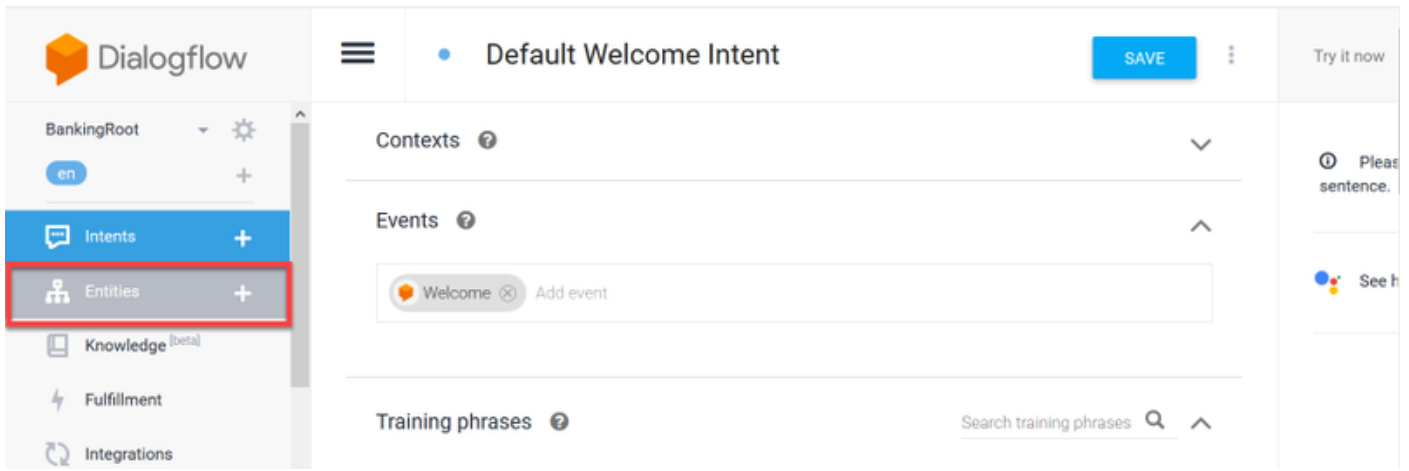 Dialogflow
Default Welcome Intent
SAVE
Try it now
BankingRoot
en
Intents
Entities
Knowledge [beta]
Fulfillment
Integrations
Contexts
Events
Welcome
Add event
Training phrases
Search training phrases
Pleas
sentence.
See h